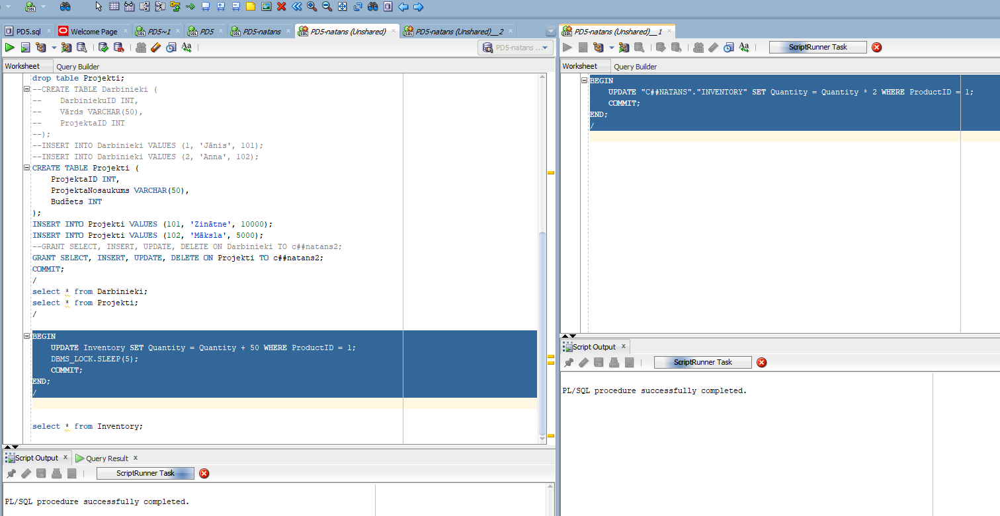 PD5.sql
Welcome Page
PD5~1
PD5
PD5-natans
PD5-natans (Unshared)
PD5-natans (Unshared)__2
PD5-natans ...
Worksheet
Query Builder
drop table Projekti;
--CREATE TABLE Darbinieki (
--    DarbiniekuID INT,
--    Vārds VARCHAR(50),
--    ProjektaID INT
--);
--INSERT INTO Darbinieki VALUES (1, 'Jānis', 101);
--INSERT INTO Darbinieki VALUES (2, 'Anna', 102);
CREATE TABLE Projekti (
    ProjektaID INT,
    ProjektaNosaukums VARCHAR(50),
    Budžets INT
);
INSERT INTO Projekti VALUES (101, 'Zinātne', 10000);
INSERT INTO Projekti VALUES (102, 'Māksla', 5000);
--GRANT SELECT, INSERT, UPDATE, DELETE ON Darbinieki TO c##natans2;
GRANT SELECT, INSERT, UPDATE, DELETE ON Projekti TO c##natans2;
COMMIT;
/
select * from Darbinieki;
select * from Projekti;
/
BEGIN
    UPDATE Inventory SET Quantity = Quantity + 50 WHERE ProductID = 1;
    DBMS_LOCK.SLEEP(5);
    COMMIT;
END;
/
select * from Inventory;
Script Output
Query Result
ScriptRunner Task
PL/SQL procedure successfully completed.
PD5-natans (Unshared)__1
ScriptRunner Task
Worksheet
Query Builder
BEGIN
    UPDATE "C##NATANS"."INVENTORY" SET Quantity = Quantity * 2 WHERE ProductID = 1;
    COMMIT;
END;
/
Script Output
ScriptRunner Task
PL/SQL procedure successfully completed.